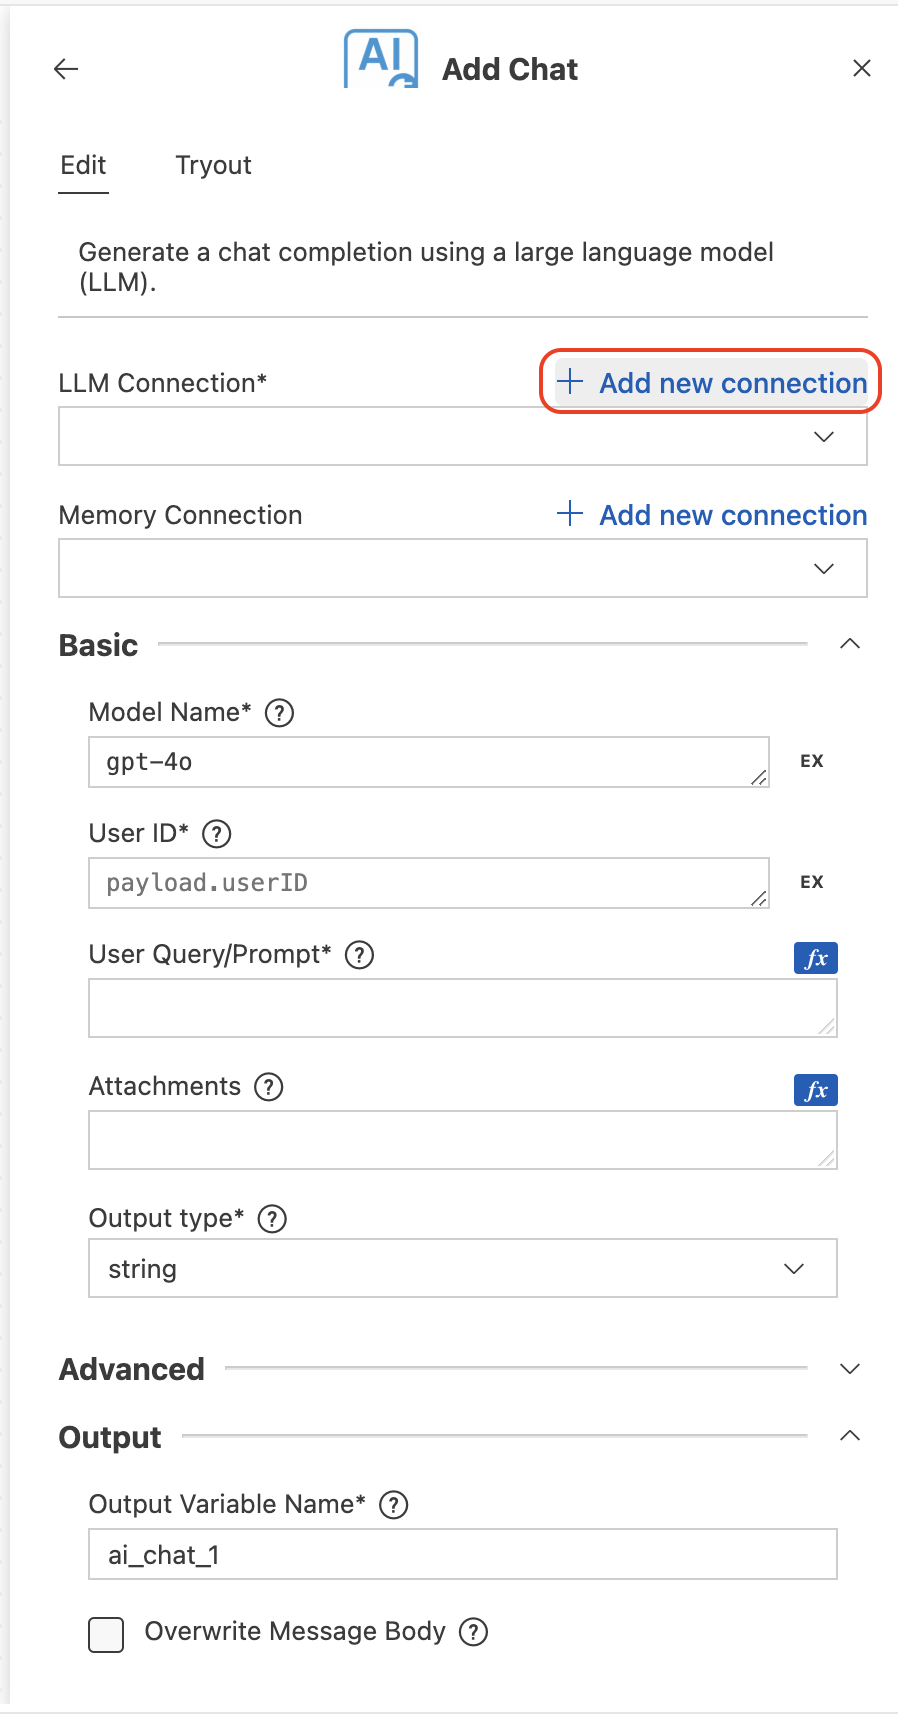 AI Add Chat
Edit Tryout
Generate a chat completion using a large language model
(LLM).
LLM Connection* + Add new connection
Memory Connection + Add new connection
Basic
Model Name* ?
gpt-4o EX
User ID* ?
payload.userID EX
User Query/Prompt* ? fx
Attachments ? fx
Output type* ?
string
Advanced
Output
Output Variable Name* ?
ai_chat_1
Overwrite Message Body ?